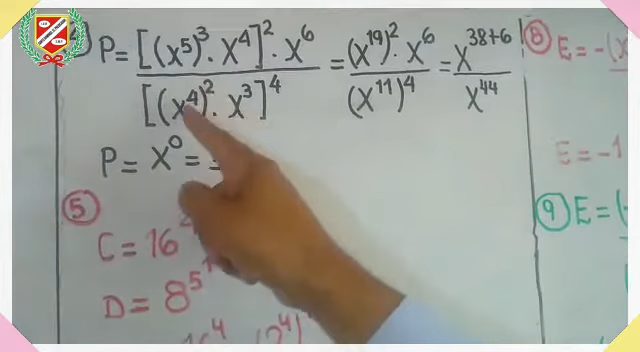 P = [(x⁵)³ · x⁴]² · x⁶ / [(x⁴)² · x³]⁴ = (x¹⁹)² · x⁶ / (x¹¹)⁴ = x³⁸⁺⁶ / x⁴⁴
P = x⁰ =
⑤
C = 16
D = 8⁵
⑧ E = -(x
E = -1
⑨ E = (-